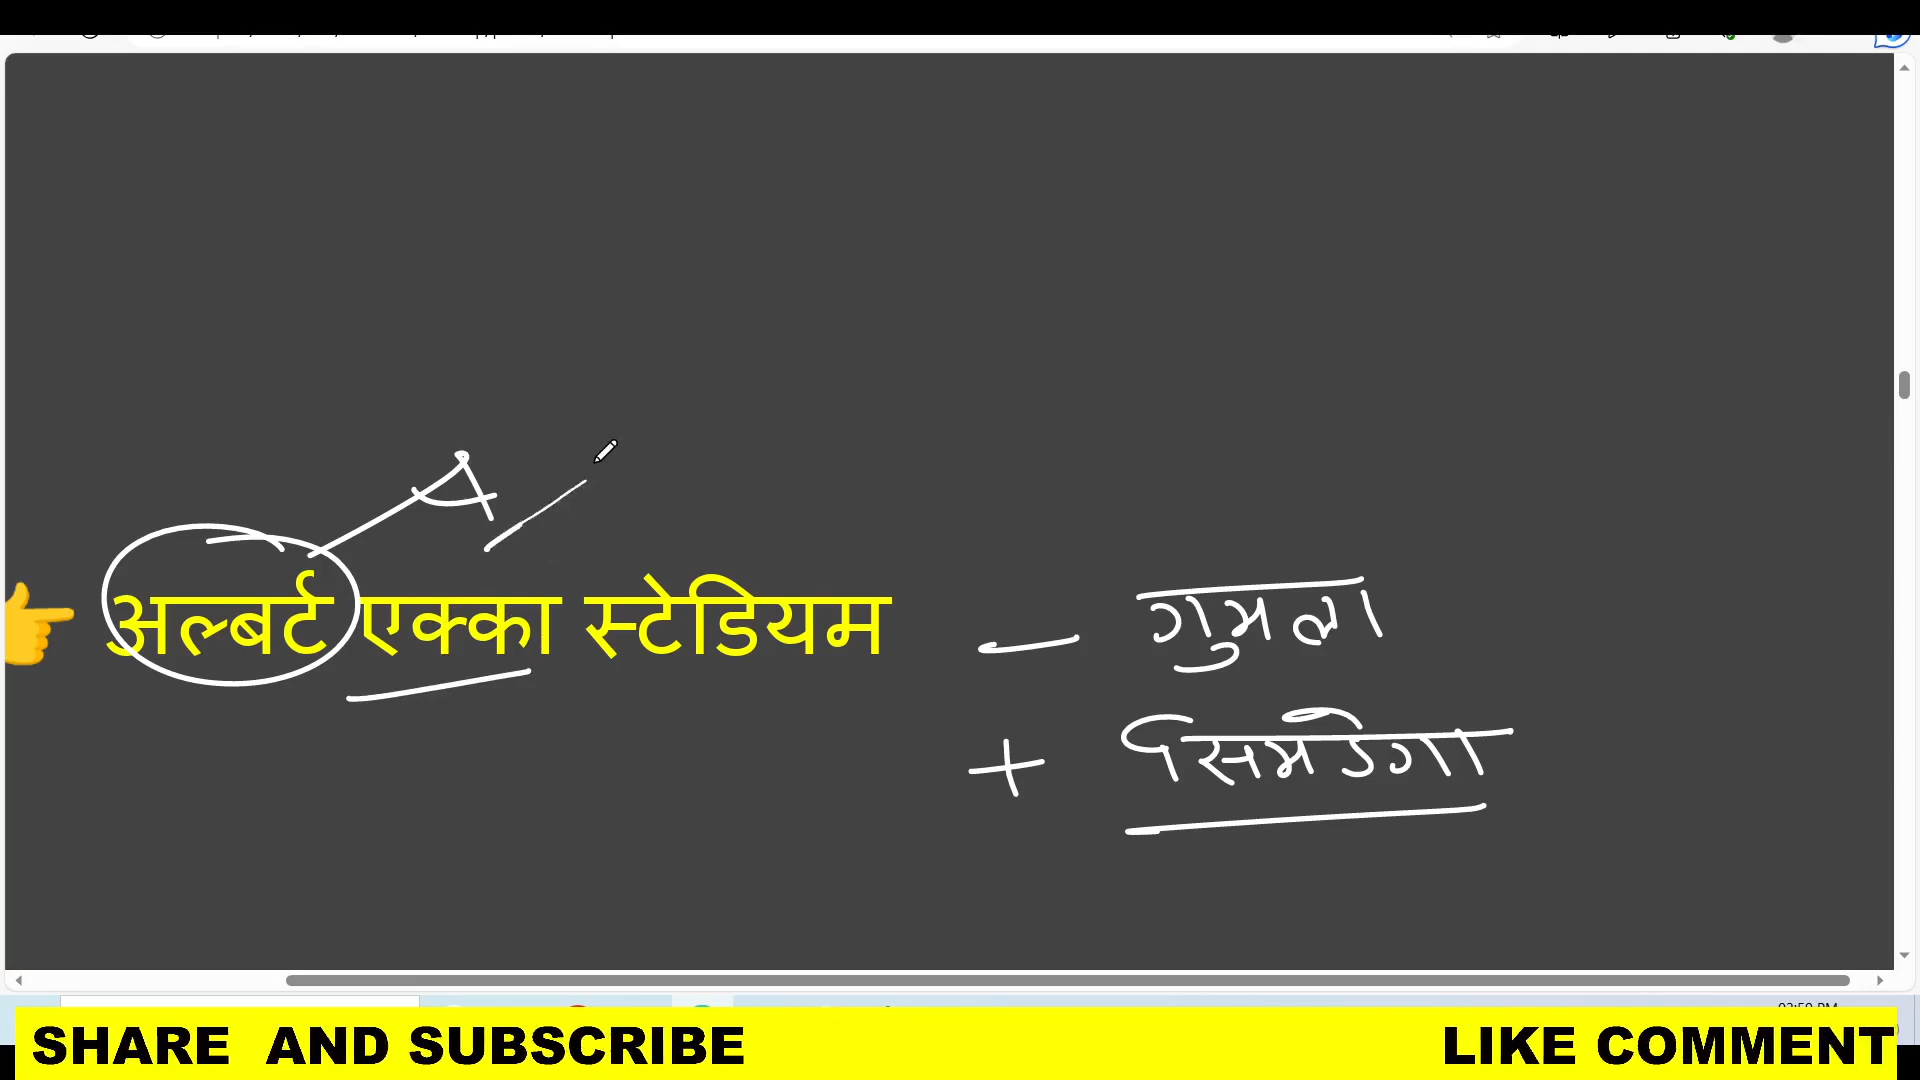 A
अल्बर्ट एक्का स्टेडियम - गुमला
+ सिमडेगा
SHARE AND SUBSCRIBE LIKE COMMENT